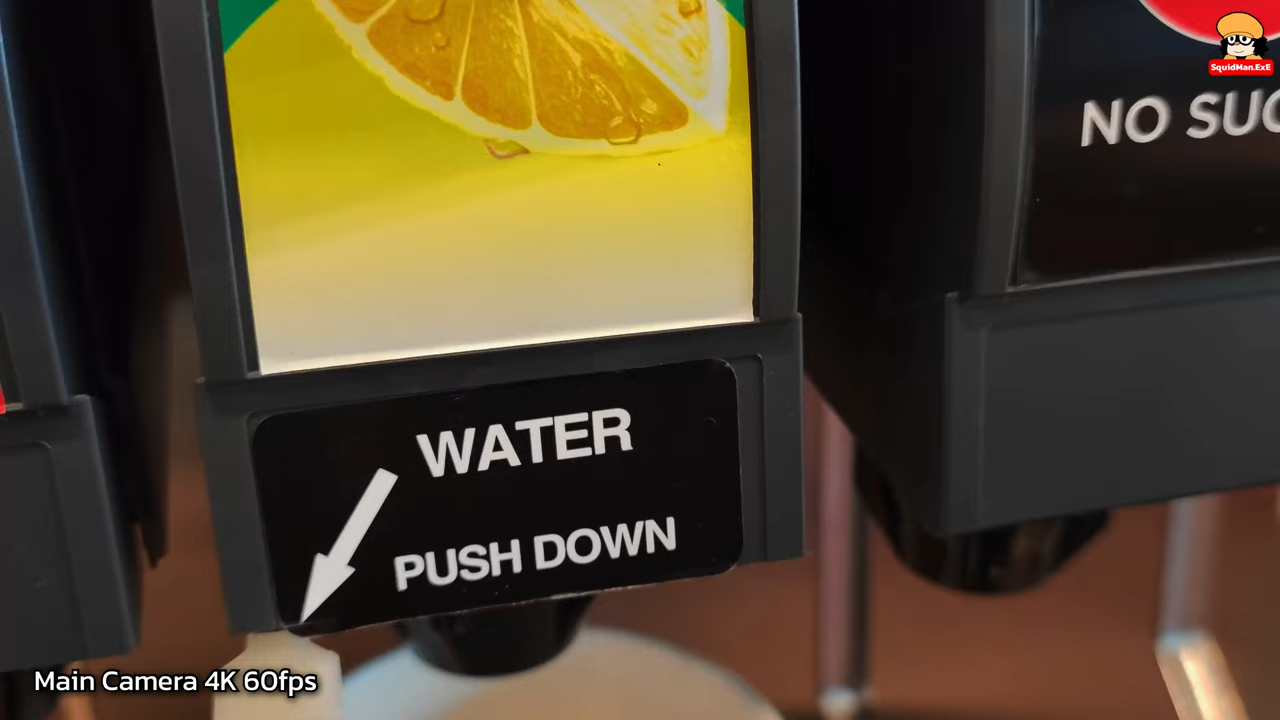 SquidMan.ExE
NO SUG
WATER
PUSH DOWN
Main Camera 4K 60fps